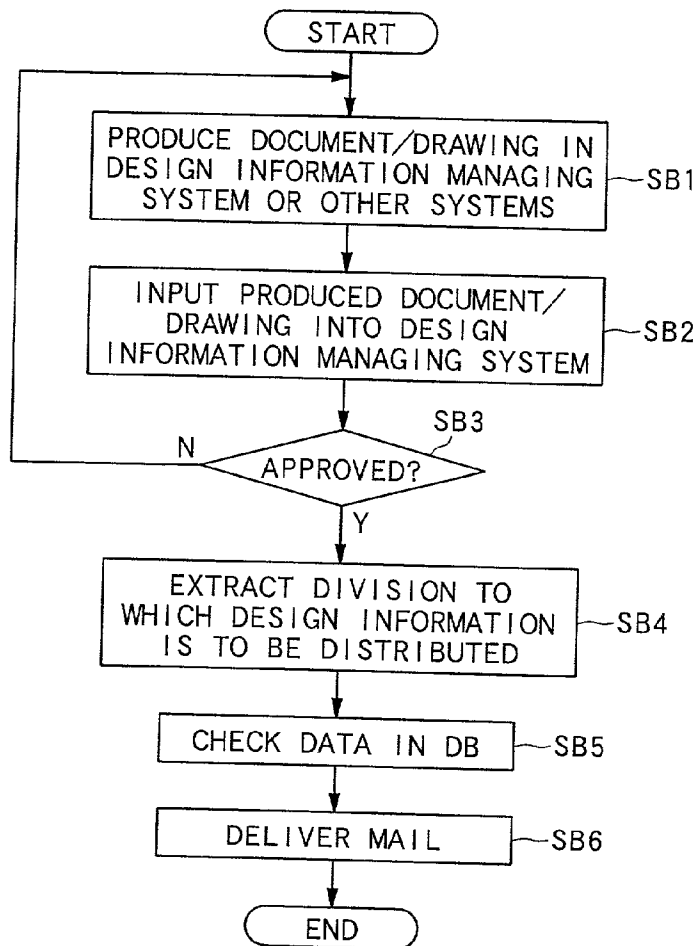 START
PRODUCE DOCUMENT/DRAWING IN
DESIGN INFORMATION MANAGING
SYSTEM OR OTHER SYSTEMS
SB1
INPUT PRODUCED DOCUMENT/
DRAWING INTO DESIGN
INFORMATION MANAGING SYSTEM
SB2
SB3
N
APPROVED?
Y
EXTRACT DIVISION TO
WHICH DESIGN INFORMATION
IS TO BE DISTRIBUTED
SB4
CHECK DATA IN DB
SB5
DELIVER MAIL
SB6
END